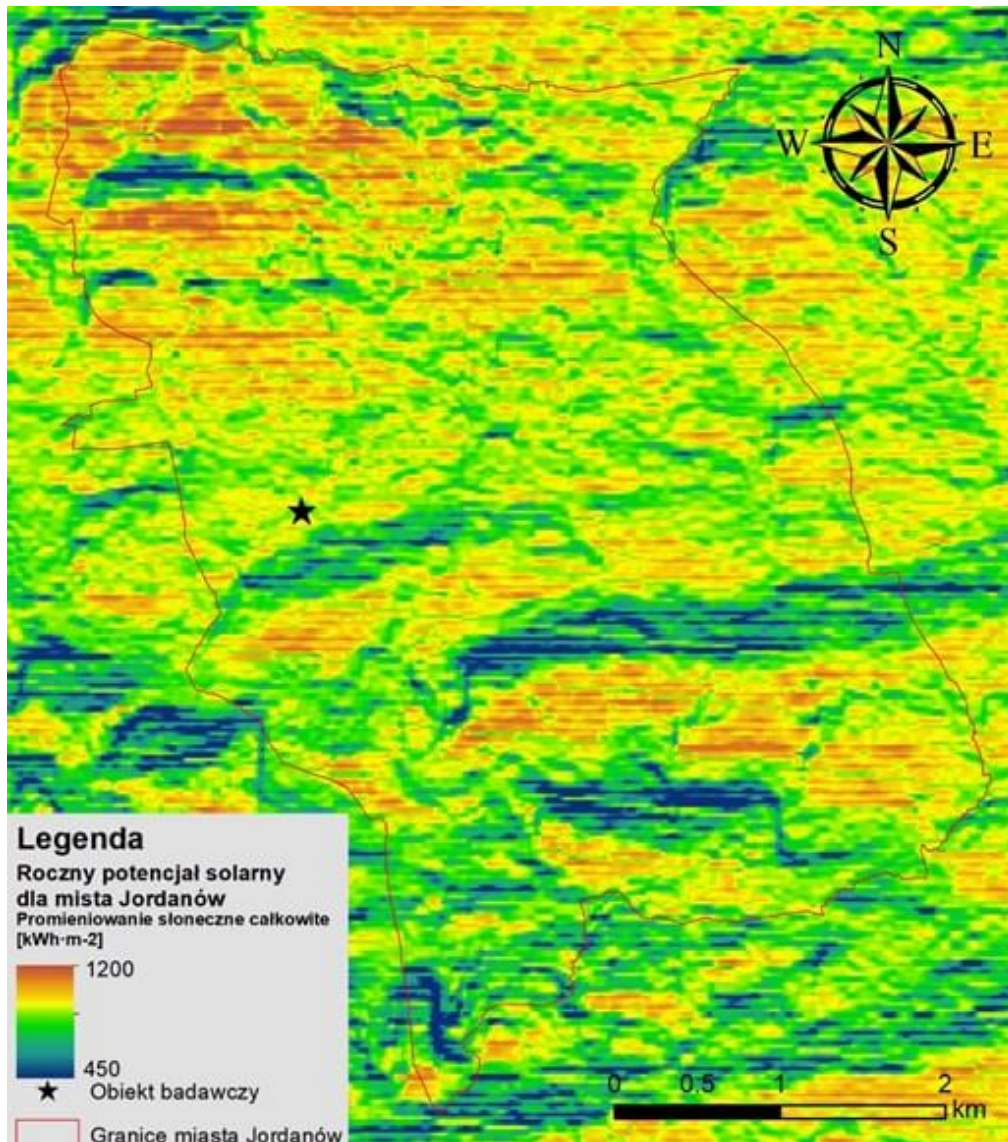 N
W E
S
Legenda
Roczny potencjał solarny
dla mista Jordanów
Promieniowanie słoneczne całkowite
[kWh·m-2]
1200
450
Obiekt badawczy
Granice miasta Jordanów
0 0.5 1 2
km